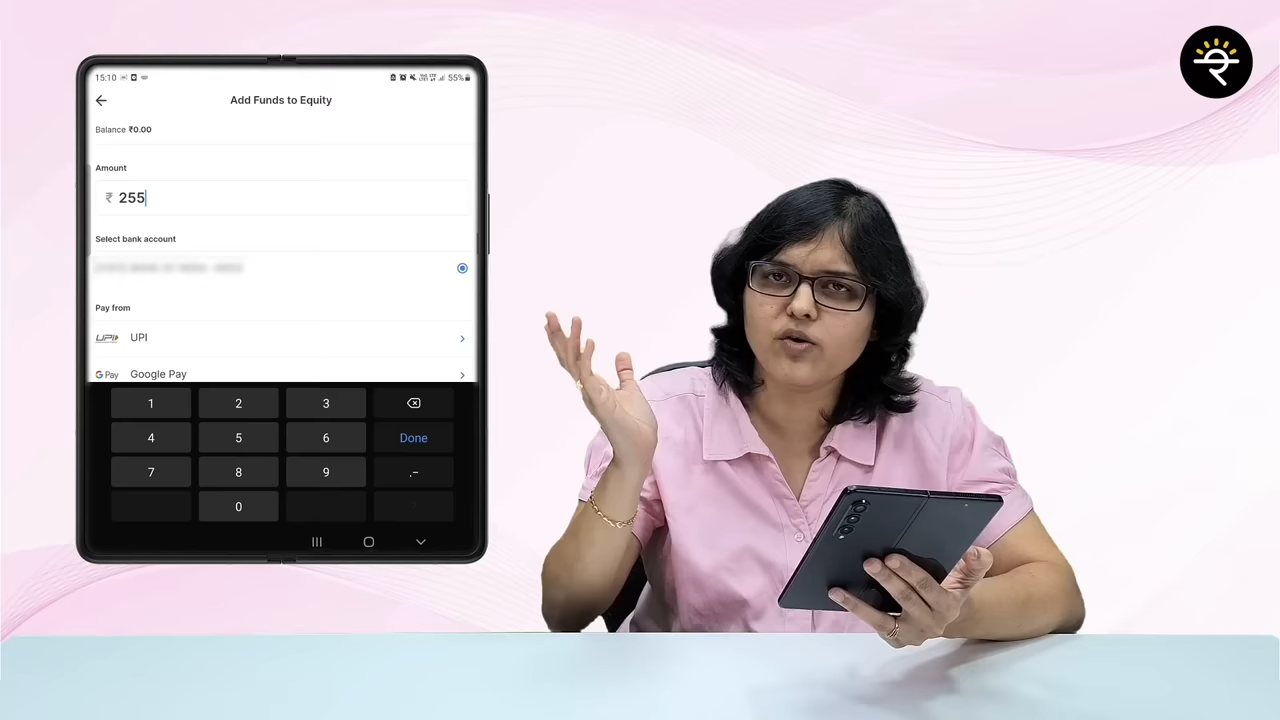 15:10
55%
Add Funds to Equity
Balance ₹0.00
Amount
₹ 255
Select bank account
Pay from
UPI UPI
G Pay Google Pay
1 2 3
4 5 6 Done
7 8 9 .-
0